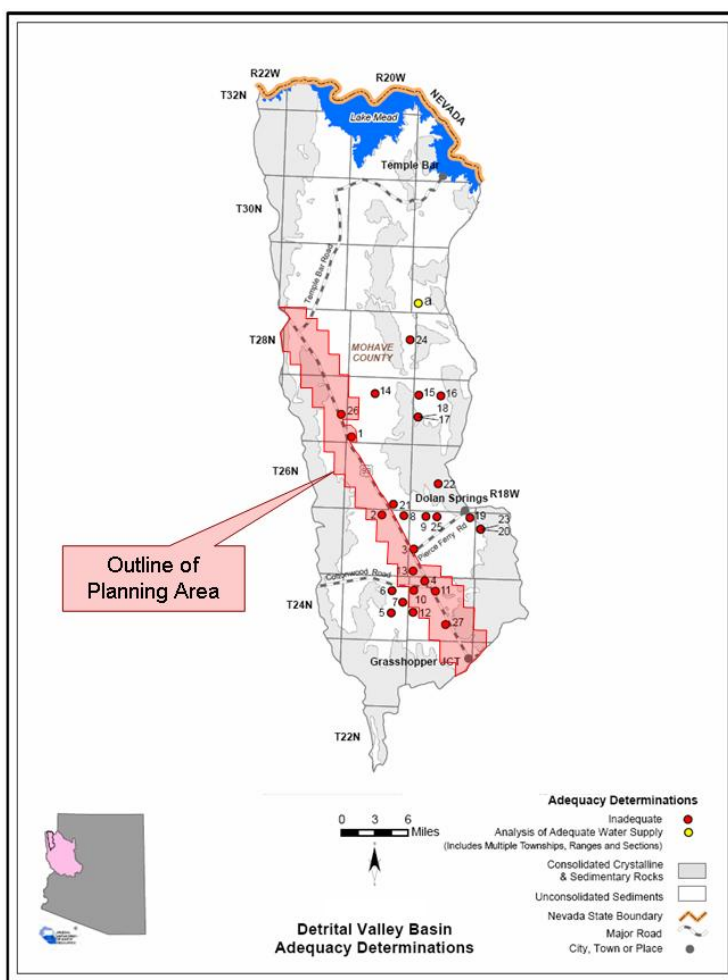 R22W
R20W
T32N
NEVADA
Lake Mead
Temple Bar
T30N
Temple Bar Road
a
T28N
MOHAVE
COUNTY
24
14
15
16
18
17
26
1
T26N
22
Dolan Springs
R18W
21
2
8
9
25
19
23
20
Pierce Ferry Rd
3
Outline of
Planning Area
13
Cottonwood Road
4
6
10
11
T24N
7
5
12
27
Grasshopper JCT
T22N
0 3 6
Miles
Detrital Valley Basin
Adequacy Determinations
Adequacy Determinations
Inadequate
Analysis of Adequate Water Supply
(Includes Multiple Townships, Ranges and Sections)
Consolidated Crystalline
& Sedimentary Rocks
Unconsolidated Sediments
Nevada State Boundary
Major Road
City, Town or Place